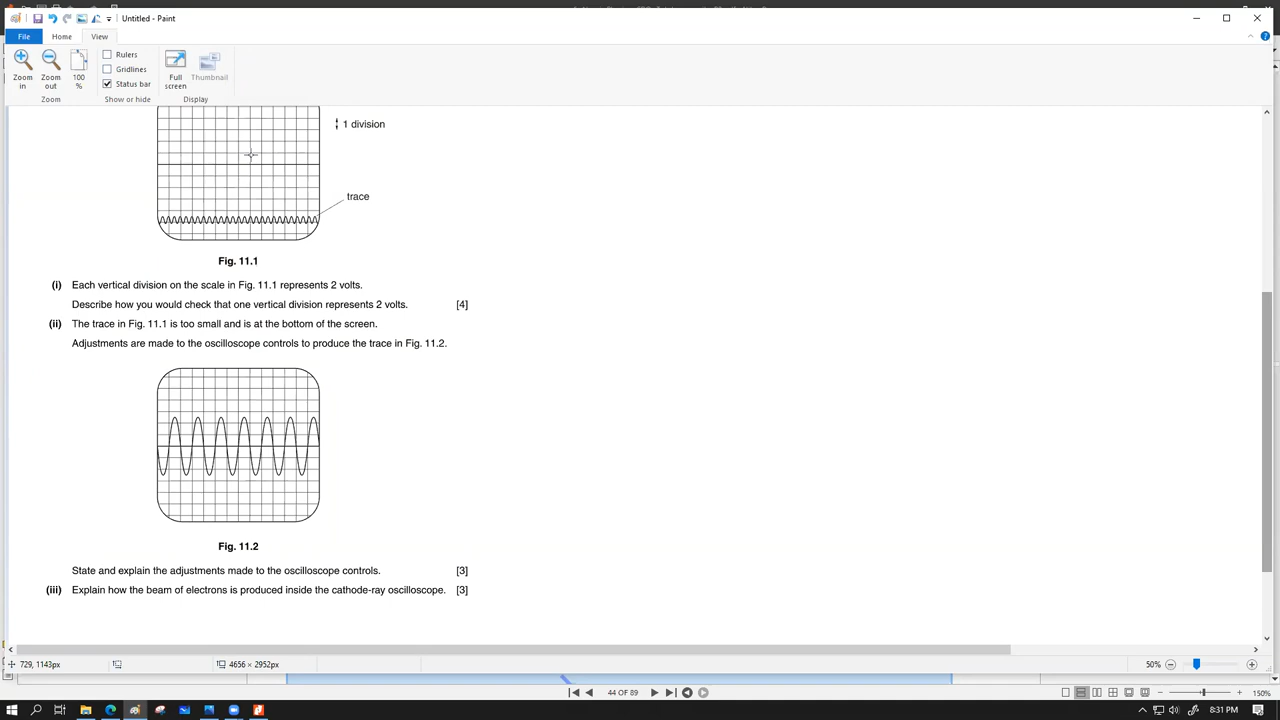 Untitled - Paint
File
Home
View
Zoom in
Zoom out
100 %
Rulers
Gridlines
Status bar
Full screen
Thumbnail
Zoom
Show or hide
Display
1 division
trace
Fig. 11.1
(i) Each vertical division on the scale in Fig. 11.1 represents 2 volts.
Describe how you would check that one vertical division represents 2 volts. [4]
(ii) The trace in Fig. 11.1 is too small and is at the bottom of the screen.
Adjustments are made to the oscilloscope controls to produce the trace in Fig. 11.2.
Fig. 11.2
State and explain the adjustments made to the oscilloscope controls. [3]
(iii) Explain how the beam of electrons is produced inside the cathode-ray oscilloscope. [3]
729, 1143px
4656 × 2952px
50%
44 OF 89
150%
8:31 PM